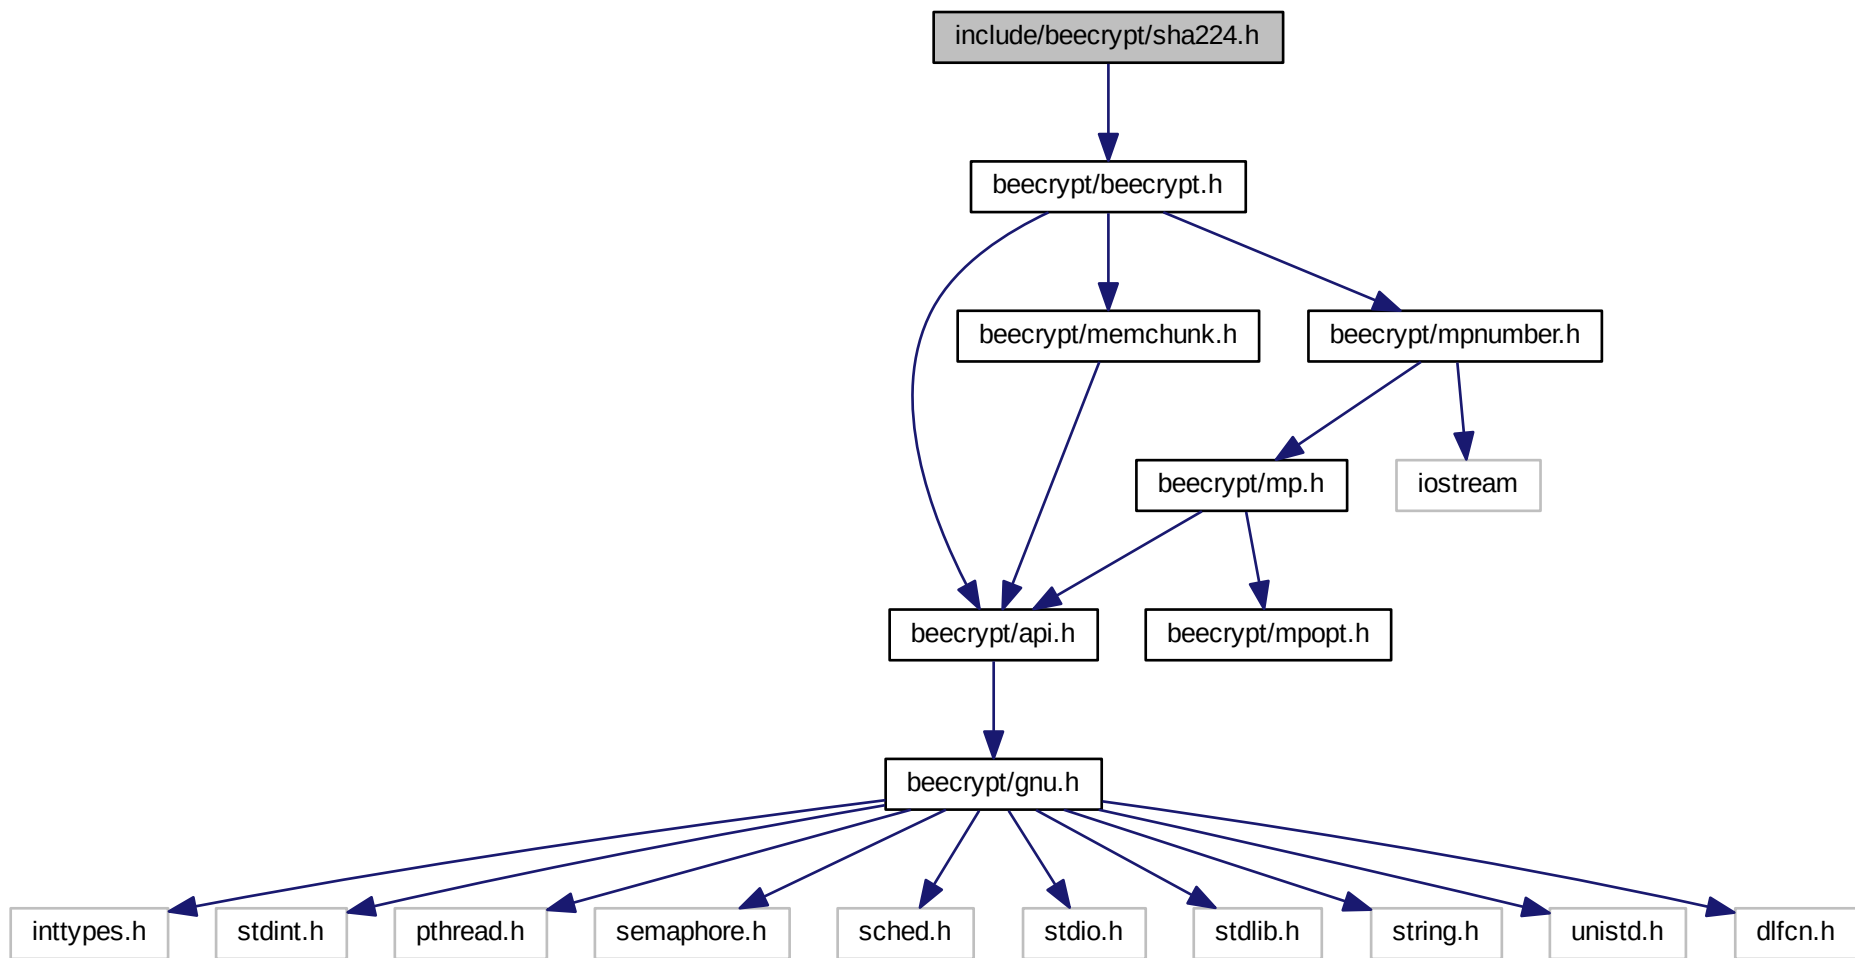 include/beecrypt/sha224.h
beecrypt/beecrypt.h
beecrypt/memchunk.h
beecrypt/mpnumber.h
beecrypt/mp.h
iostream
beecrypt/api.h
beecrypt/mpopt.h
beecrypt/gnu.h
inttypes.h
stdint.h
pthread.h
semaphore.h
sched.h
stdio.h
stdlib.h
string.h
unistd.h
dlfcn.h